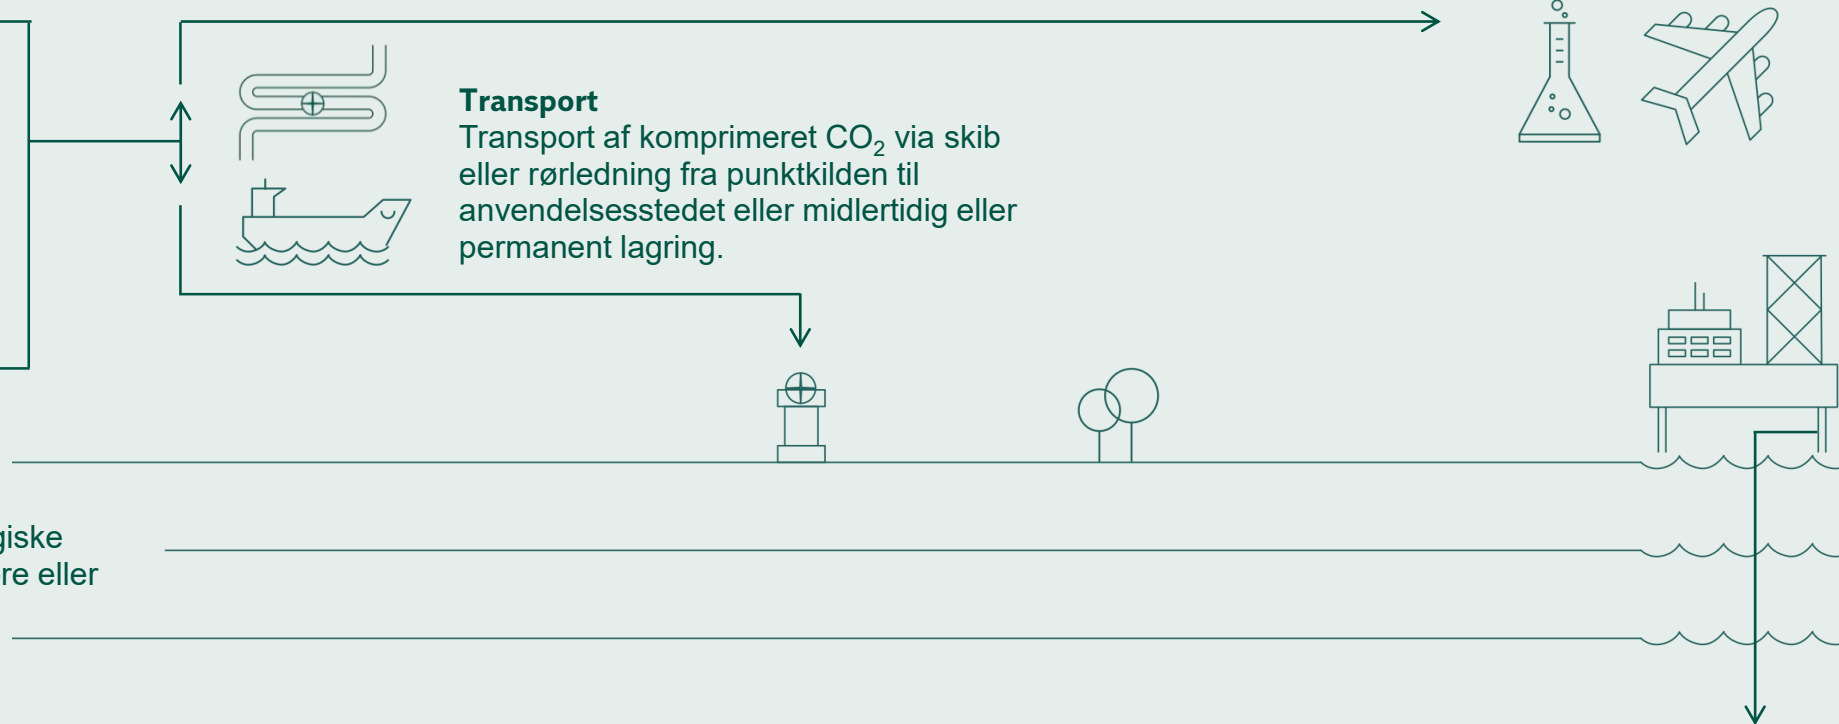 Transport
Transport af komprimeret CO₂ via skib
eller rørledning fra punktkilden til
anvendelsesstedet eller midlertidig eller
permanent lagring.
giske
re eller